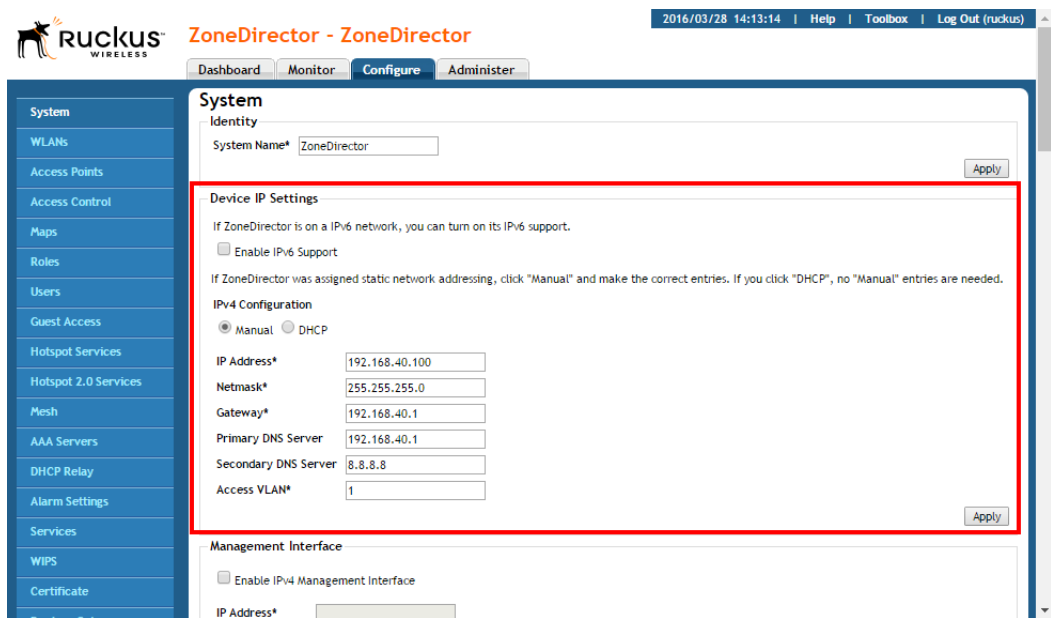 2016/03/28 14:13:14 | Help | Toolbox | Log Out (ruckus)
RUCKUS
WIRELESS
ZoneDirector - ZoneDirector
Dashboard Monitor Configure Administer
System
WLANs
Access Points
Access Control
Maps
Roles
Users
Guest Access
Hotspot Services
Hotspot 2.0 Services
Mesh
AAA Servers
DHCP Relay
Alarm Settings
Services
WIPS
Certificate
System
Identity
System Name* ZoneDirector
Apply
Device IP Settings
If ZoneDirector is on a IPv6 network, you can turn on its IPv6 support.
Enable IPv6 Support
If ZoneDirector was assigned static network addressing, click "Manual" and make the correct entries. If you click "DHCP", no "Manual" entries are needed.
IPv4 Configuration
Manual DHCP
IP Address* 192.168.40.100
Netmask* 255.255.255.0
Gateway* 192.168.40.1
Primary DNS Server 192.168.40.1
Secondary DNS Server 8.8.8.8
Access VLAN* 1
Apply
Management Interface
Enable IPv4 Management Interface
IP Address*